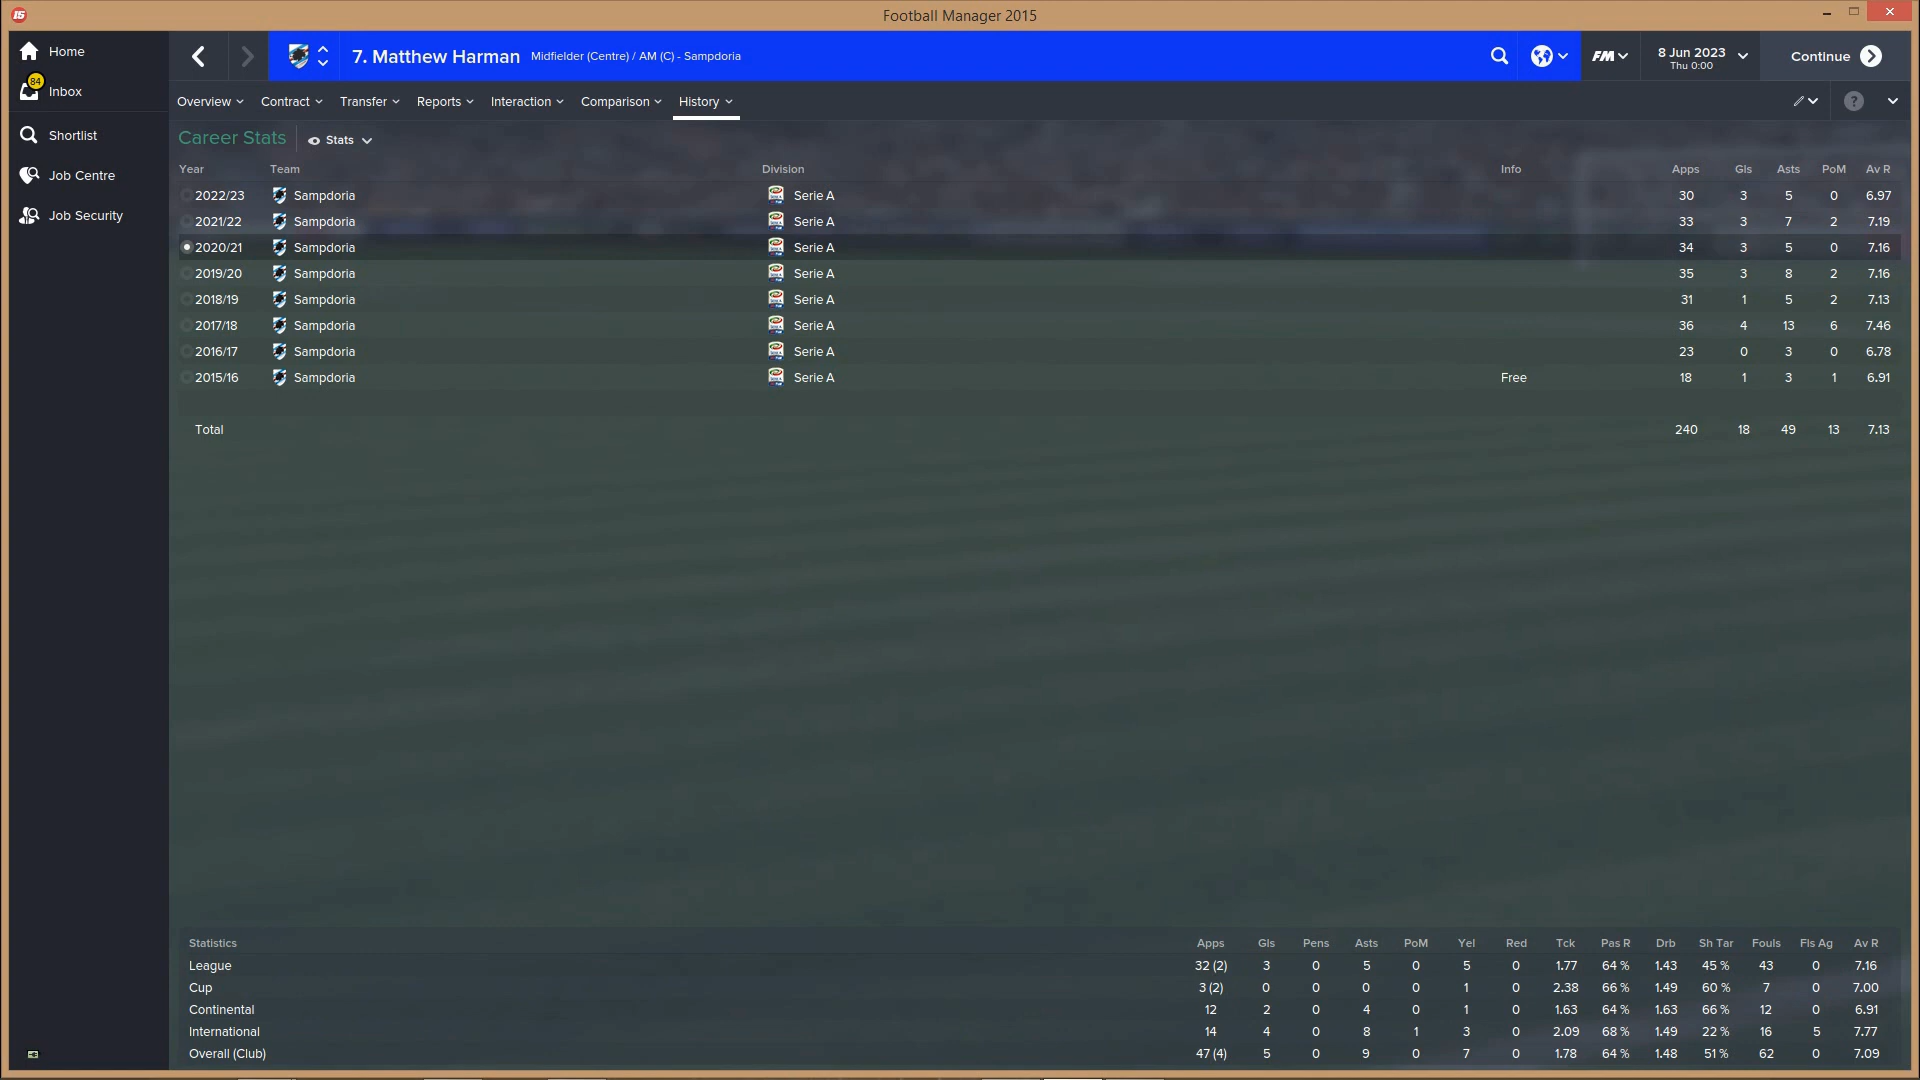 Football Manager 2015
Home
84
Inbox
Shortlist
Job Centre
Job Security
7. Matthew Harman Midfielder (Centre) / AM (C) - Sampdoria
FM
8 Jun 2023
Thu 0:00
Continue
Overview Contract Transfer Reports Interaction Comparison History
?
Career Stats Stats
Year Team Division Info Apps Gls Asts PoM Av R
2022/23 Sampdoria Serie A 30 3 5 0 6.97
2021/22 Sampdoria Serie A 33 3 7 2 7.19
2020/21 Sampdoria Serie A 34 3 5 0 7.16
2019/20 Sampdoria Serie A 35 3 8 2 7.16
2018/19 Sampdoria Serie A 31 1 5 2 7.13
2017/18 Sampdoria Serie A 36 4 13 6 7.46
2016/17 Sampdoria Serie A 23 0 3 0 6.78
2015/16 Sampdoria Serie A Free 18 1 3 1 6.91
Total 240 18 49 13 7.13
Statistics Apps Gls Pens Asts PoM Yel Red Tck Pas R Drb Sh Tar Fouls Fls Ag Av R
League 32 (2) 3 0 5 0 5 0 1.77 64 % 1.43 45 % 43 0 7.16
Cup 3 (2) 0 0 0 0 1 0 2.38 66 % 1.49 60 % 7 0 7.00
Continental 12 2 0 4 0 1 0 1.63 64 % 1.63 66 % 12 0 6.91
International 14 4 0 8 1 3 0 2.09 68 % 1.49 22 % 16 5 7.77
Overall (Club) 47 (4) 5 0 9 0 7 0 1.78 64 % 1.48 51 % 62 0 7.09